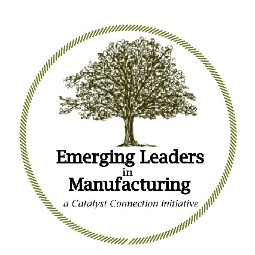 Emerging Leaders
in
Manufacturing
a Catalyst Connection initiative